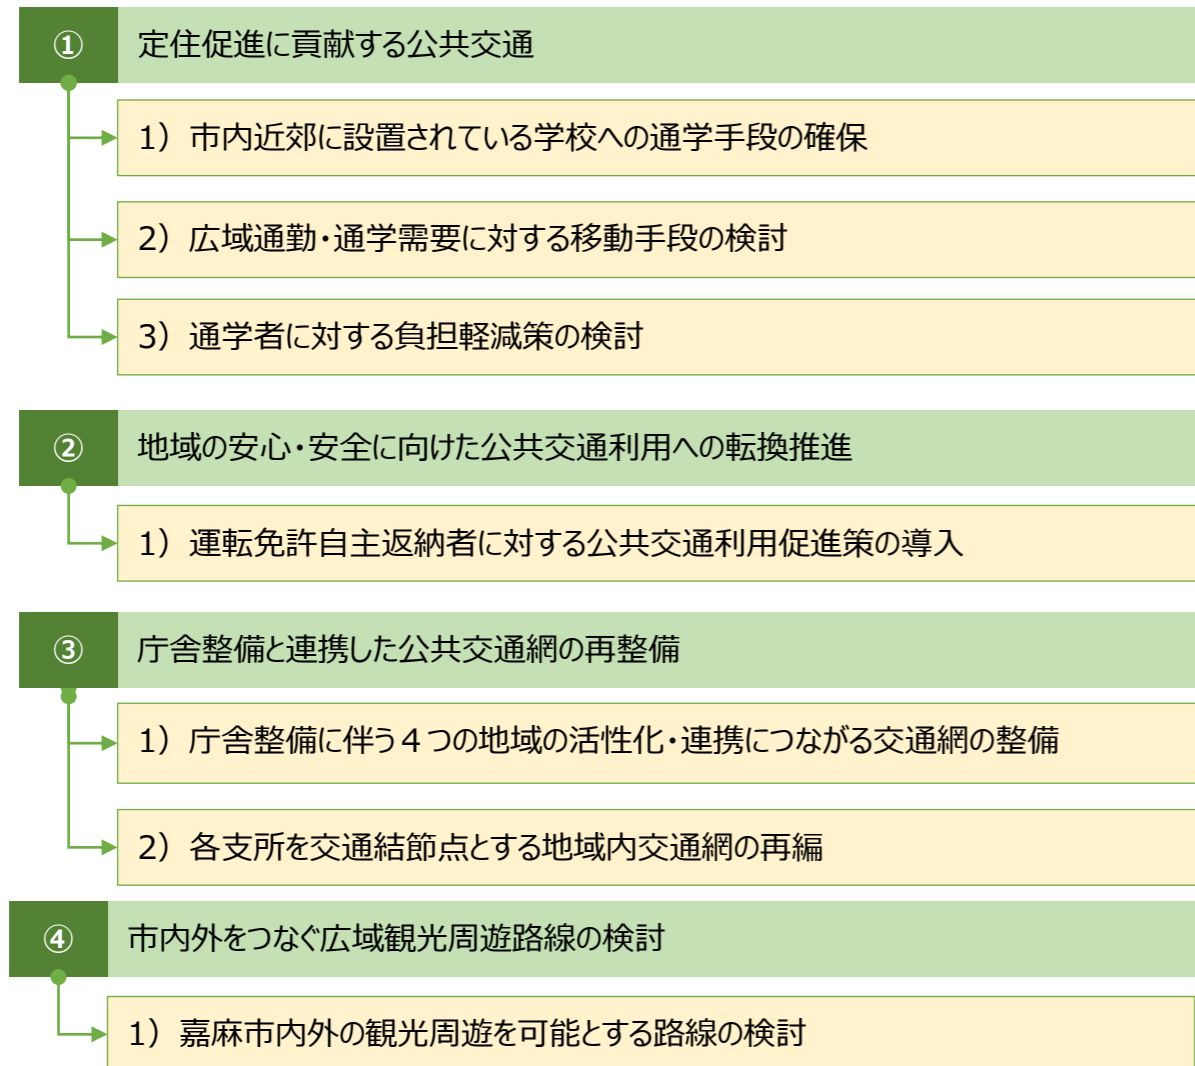 ① 定住促進に貢献する公共交通
1）市内近郊に設置されている学校への通学手段の確保
2）広域通勤・通学需要に対する移動手段の検討
3）通学者に対する負担軽減策の検討
② 地域の安心・安全に向けた公共交通利用への転換推進
1）運転免許自主返納者に対する公共交通利用促進策の導入
③ 庁舎整備と連携した公共交通網の再整備
1）庁舎整備に伴う４つの地域の活性化・連携につながる交通網の整備
2）各支所を交通結節点とする地域内交通網の再編
④ 市内外をつなぐ広域観光周遊路線の検討
1）嘉麻市内外の観光周遊を可能とする路線の検討